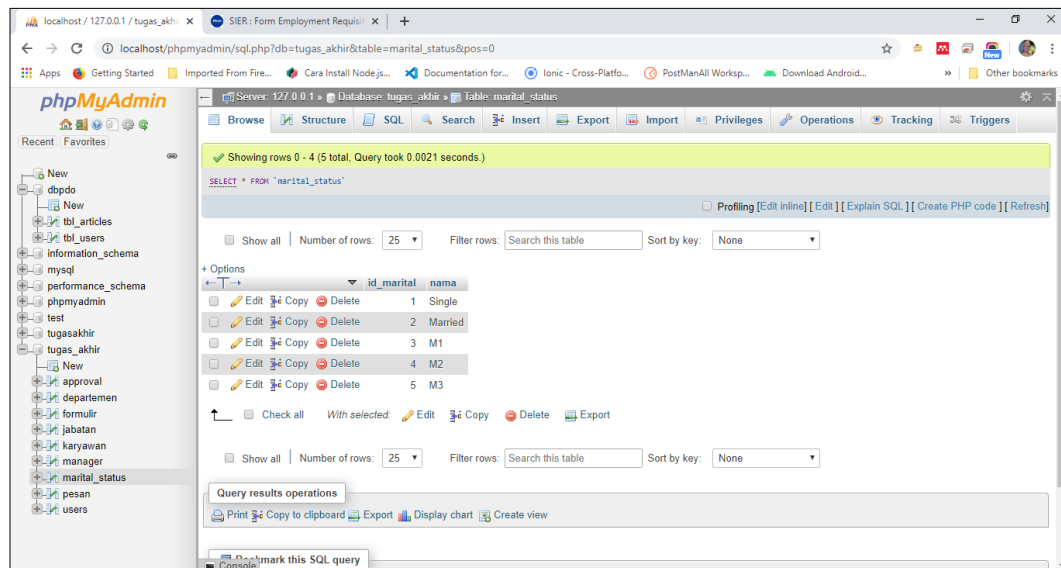 localhost / 127.0.0.1 / tugas_akhi
SIER : Form Employment Requisit
localhost/phpmyadmin/sql.php?db=tugas_akhir&table=marital_status&pos=0
New
Apps Getting Started Imported From Fire... Cara Install Node.js... Documentation for... Ionic - Cross-Platfo... PostManAll Worksp... Download Android... » Other bookmarks
phpMyAdmin
Recent Favorites
New
dbpdo
New
tbl_articles
tbl_users
information_schema
mysql
performance_schema
phpmyadmin
test
tugasakhir
tugas_akhir
New
approval
departemen
formulir
jabatan
karyawan
manager
marital_status
pesan
users
Server: 127.0.0.1 » Database: tugas_akhir » Table: marital_status
Browse Structure SQL Search Insert Export Import Privileges Operations Tracking Triggers
Showing rows 0 - 4 (5 total, Query took 0.0021 seconds.)
SELECT * FROM `marital_status`
Profiling [Edit inline] [ Edit ] [ Explain SQL ] [ Create PHP code ] [ Refresh]
Show all Number of rows: 25 Filter rows: Search this table Sort by key: None
+ Options
←T→ id_marital nama
Edit Copy Delete 1 Single
Edit Copy Delete 2 Married
Edit Copy Delete 3 M1
Edit Copy Delete 4 M2
Edit Copy Delete 5 M3
Check all With selected: Edit Copy Delete Export
Show all Number of rows: 25 Filter rows: Search this table Sort by key: None
Query results operations
Print Copy to clipboard Export Display chart Create view
Bookmark this SQL query
Console